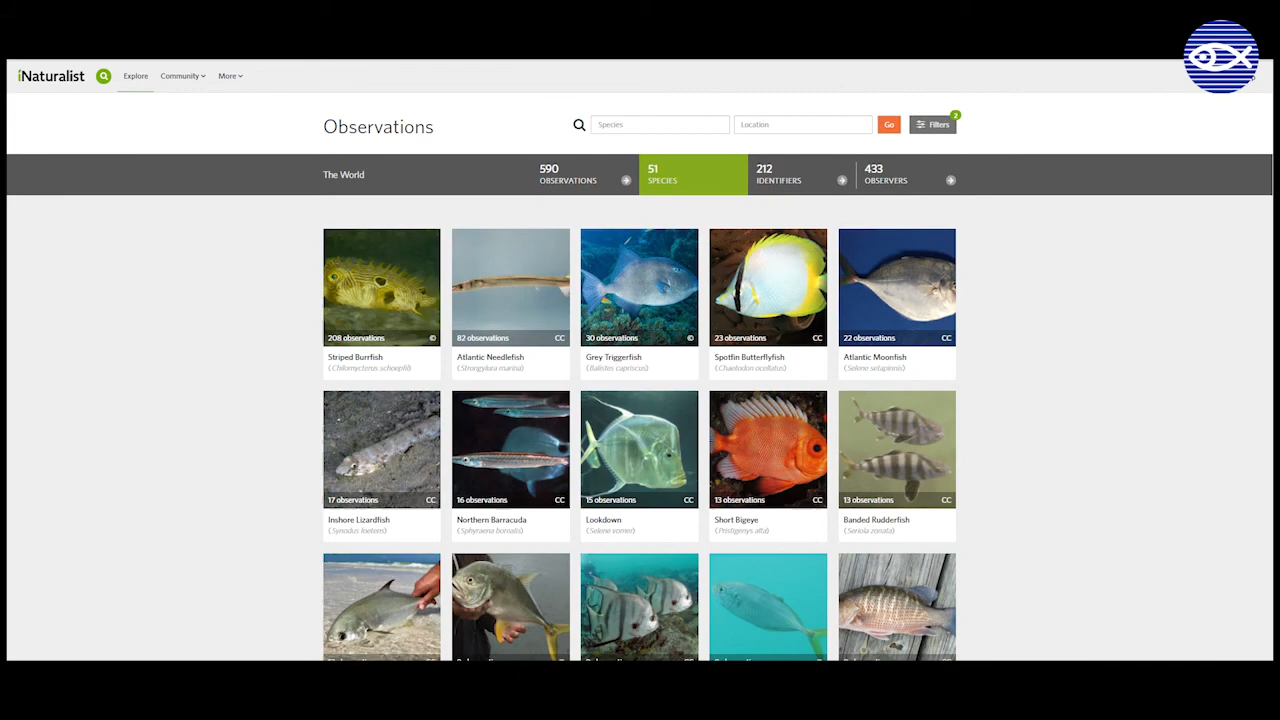 iNaturalist
Explore
Community
More
Observations
Species
Location
Go
Filters
2
The World
590
OBSERVATIONS
51
SPECIES
212
IDENTIFIERS
433
OBSERVERS
208 observations
©
82 observations
CC
30 observations
©
23 observations
CC
22 observations
CC
Striped Burrfish
(Chilomycterus schoepfii)
Atlantic Needlefish
(Strongylura marina)
Grey Triggerfish
(Balistes capriscus)
Spotfin Butterflyfish
(Chaetodon ocellatus)
Atlantic Moonfish
(Selene setapinnis)
17 observations
CC
16 observations
CC
15 observations
CC
13 observations
CC
13 observations
CC
Inshore Lizardfish
(Synodus foetens)
Northern Barracuda
(Sphyraena borealis)
Lookdown
(Selene vomer)
Short Bigeye
(Pristigenys alta)
Banded Rudderfish
(Seriola zonata)